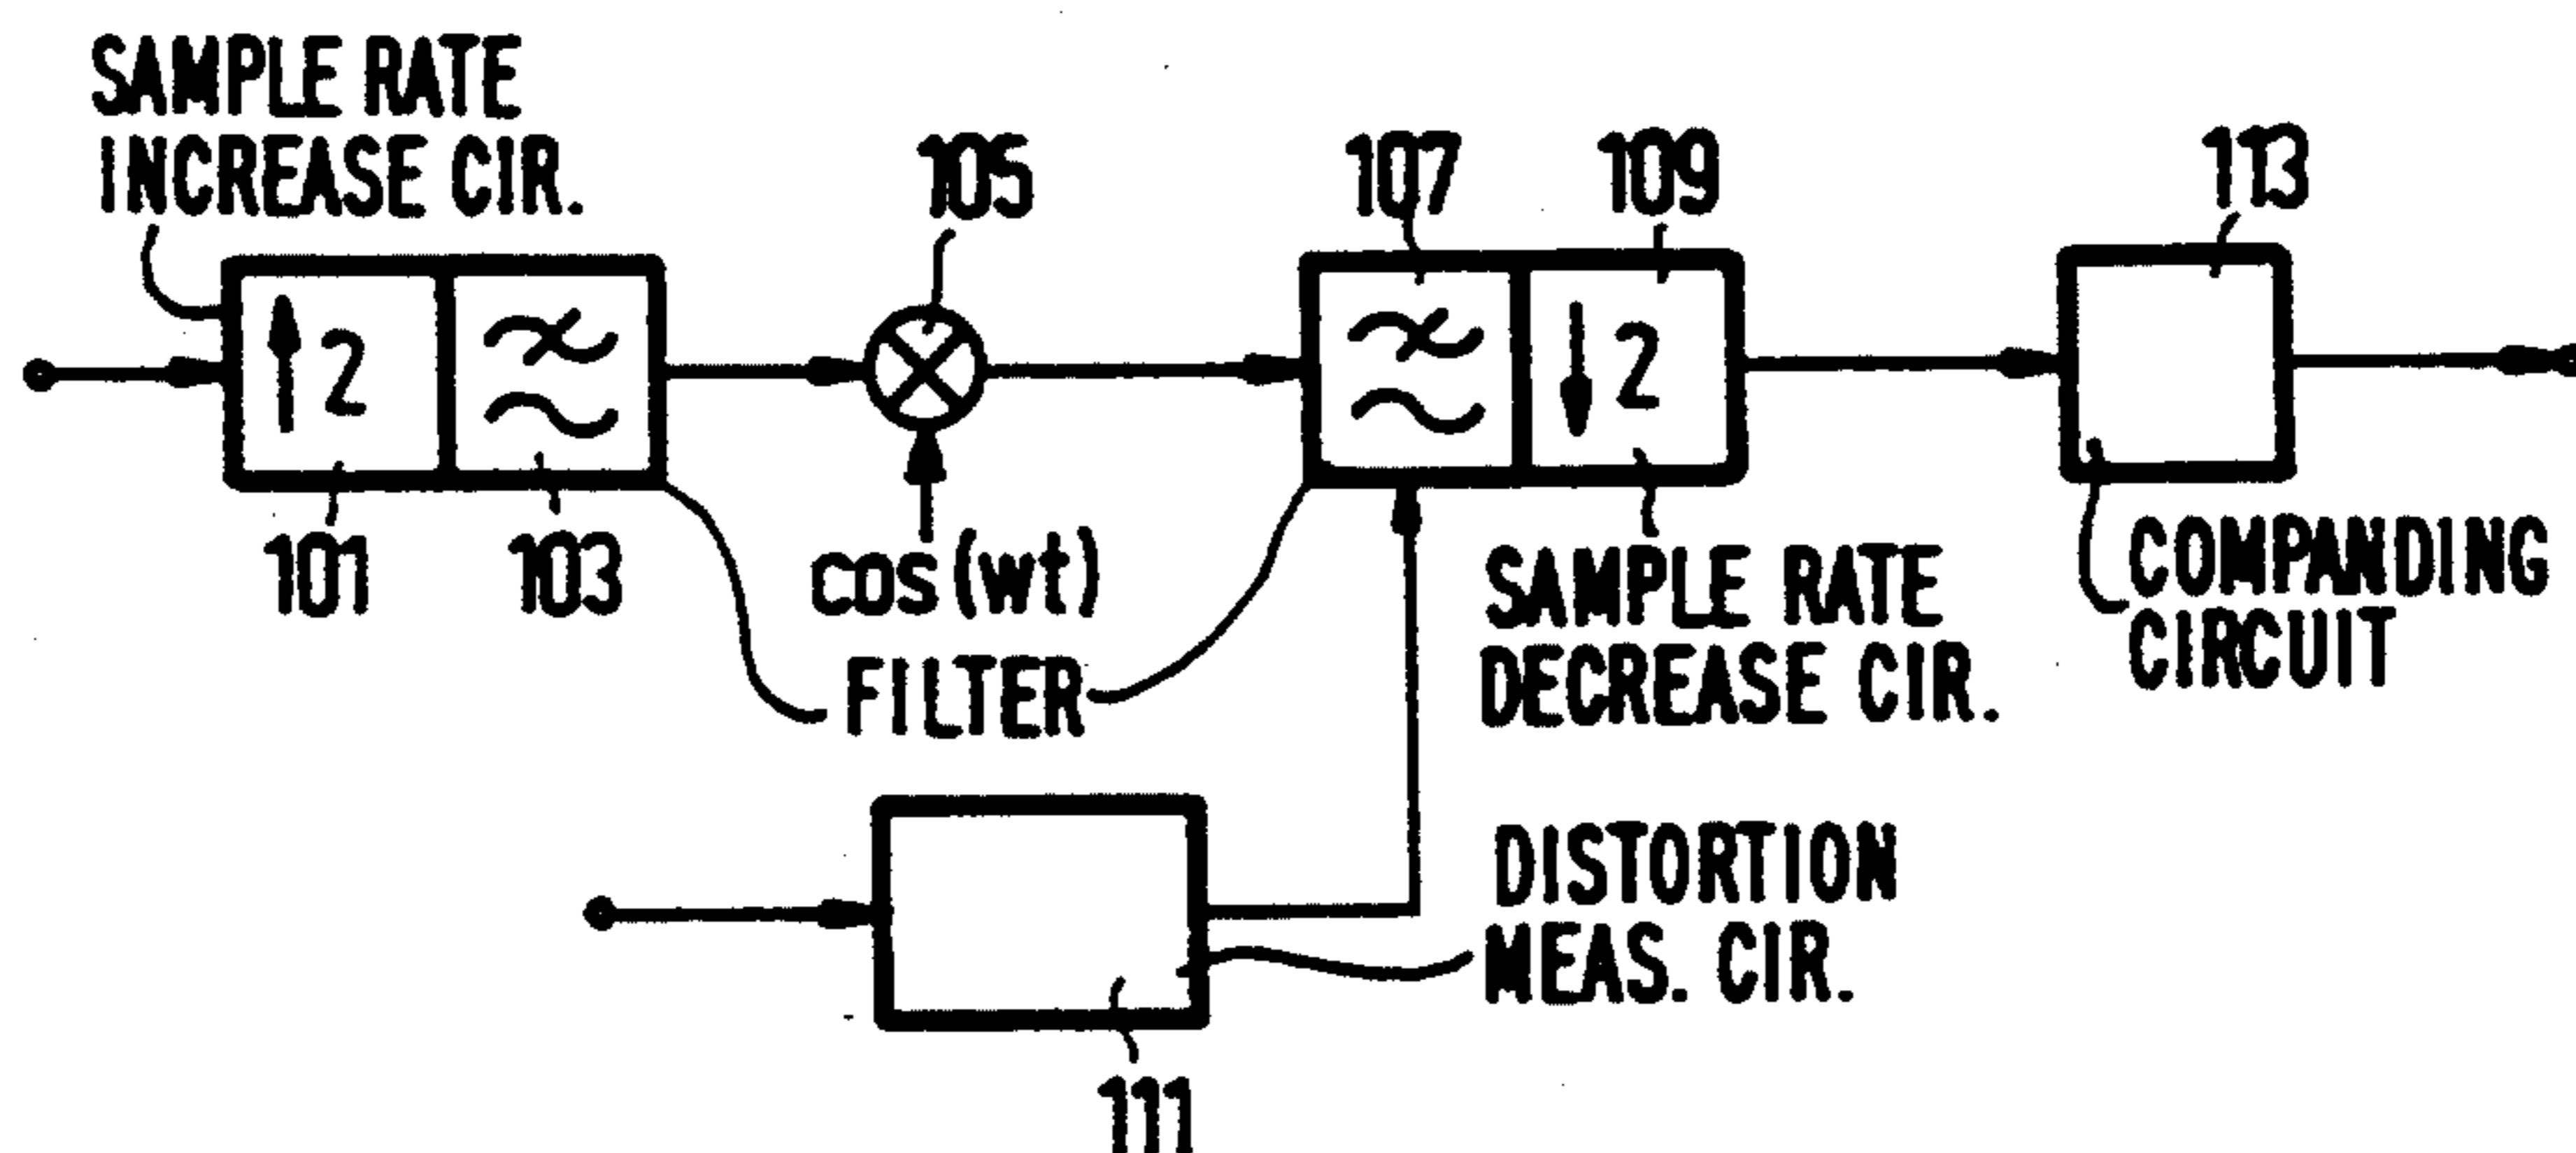 SAMPLE RATE
INCREASE CIR.
105
107
109
113
2
2
101
103
cos(wt)
FILTER
SAMPLE RATE
DECREASE CIR.
COMPANDING
CIRCUIT
DISTORTION
MEAS. CIR.
111